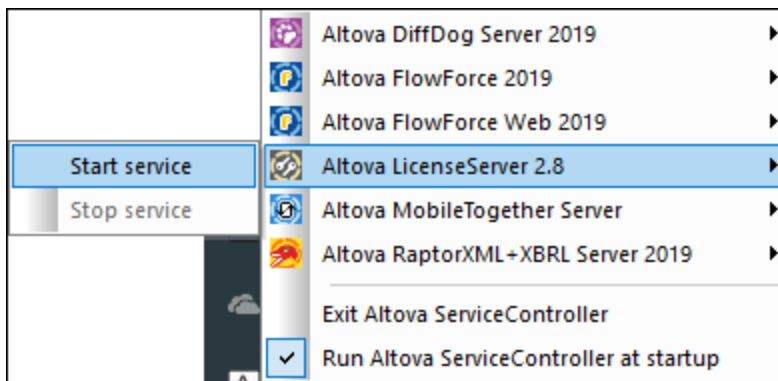 Altova DiffDog Server 2019
Altova FlowForce 2019
Altova FlowForce Web 2019
Start service
Altova LicenseServer 2.8
Stop service
Altova MobileTogether Server
Altova RaptorXML+XBRL Server 2019
Exit Altova ServiceController
Run Altova ServiceController at startup